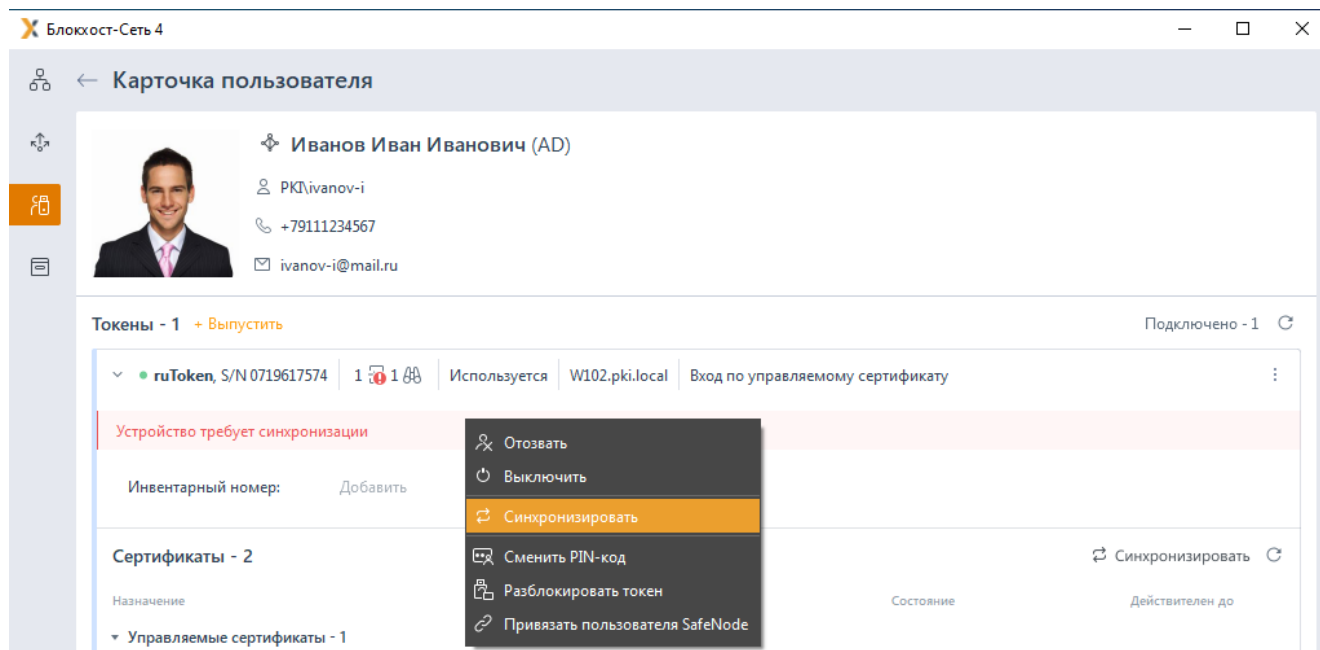 Блокхост-Сеть 4
Карточка пользователя
Иванов Иван Иванович (AD)
PKI\ivanov-i
+79111234567
ivanov-i@mail.ru
Токены - 1 + Выпустить Подключено - 1
ruToken, S/N 0719617574 1 1 Используется W102.pki.local Вход по управляемому сертификату
Устройство требует синхронизации
Отозвать
Выключить
Инвентарный номер: Добавить
Синхронизировать
Сертификаты - 2 Синхронизировать
Сменить PIN-код
Разблокировать токен
Назначение Состояние Действителен до
Привязать пользователя SafeNode
Управляемые сертификаты - 1